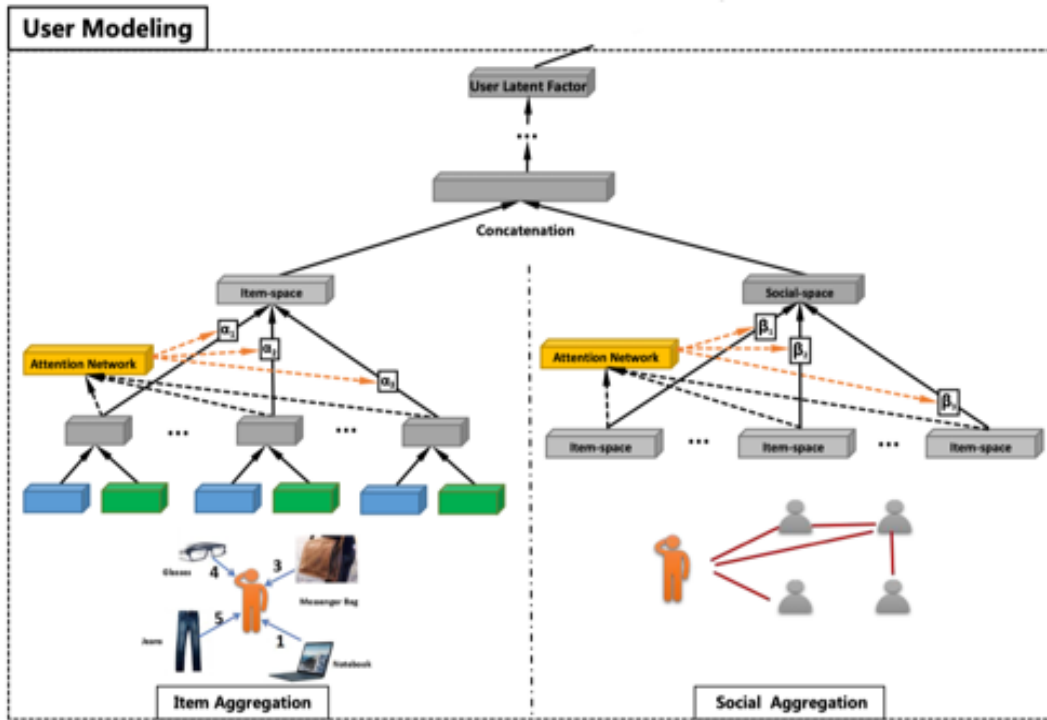 User Modeling
User Latent Factor
...
Concatenation
Item-space
Social-space
α₁
α₂
α₃
β₁
β₂
β₃
Attention Network
Attention Network
...
...
Item-space
...
Item-space
...
Item-space
Glasses
4
3
Messenger Bag
Jeans
5
1
Notebook
Item Aggregation
Social Aggregation